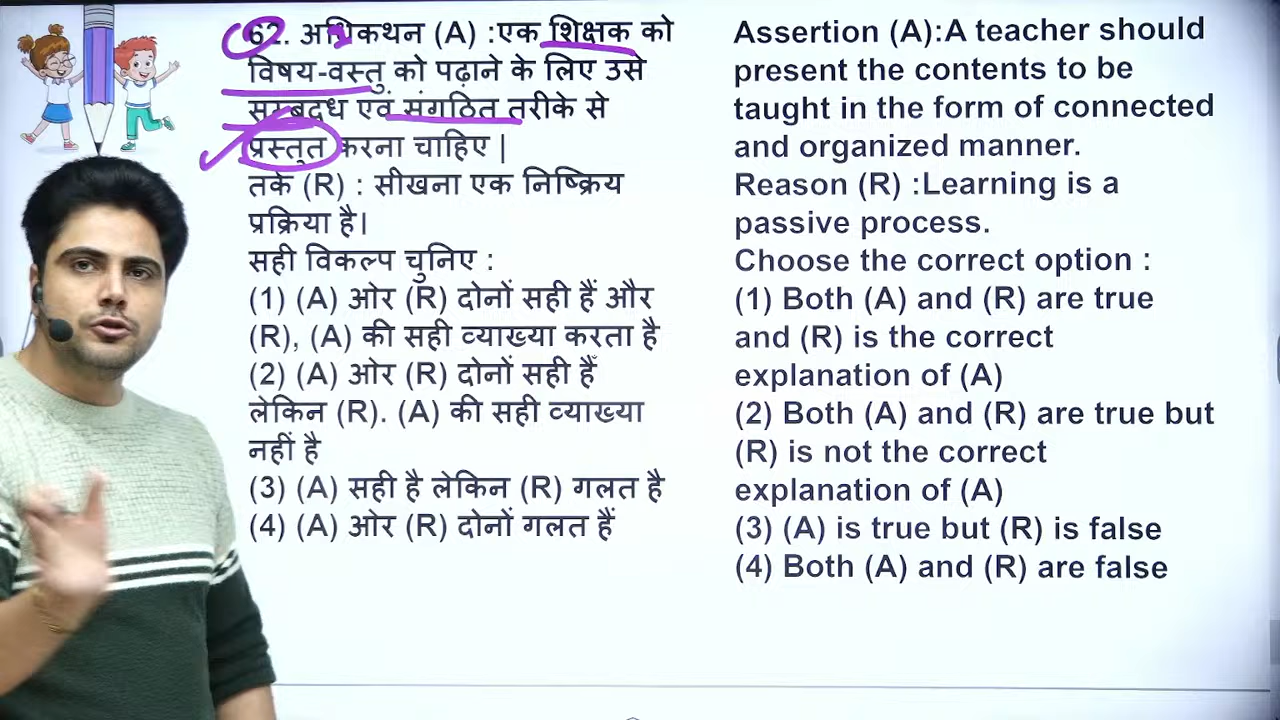 62. अभिकथन (A) :एक शिक्षक को
विषय-वस्तु को पढ़ाने के लिए उसे
सम्बद्ध एवं संगठित तरीके से
प्रस्तुत करना चाहिए |
तर्क (R) : सीखना एक निष्क्रिय
प्रक्रिया है।
सही विकल्प चुनिए :
(1) (A) ओर (R) दोनों सही हैं और
(R), (A) की सही व्याख्या करता है
(2) (A) ओर (R) दोनों सही हैं
लेकिन (R). (A) की सही व्याख्या
नहीं है
(3) (A) सही है लेकिन (R) गलत है
(4) (A) ओर (R) दोनों गलत हैं
Assertion (A):A teacher should
present the contents to be
taught in the form of connected
and organized manner.
Reason (R) :Learning is a
passive process.
Choose the correct option :
(1) Both (A) and (R) are true
and (R) is the correct
explanation of (A)
(2) Both (A) and (R) are true but
(R) is not the correct
explanation of (A)
(3) (A) is true but (R) is false
(4) Both (A) and (R) are false